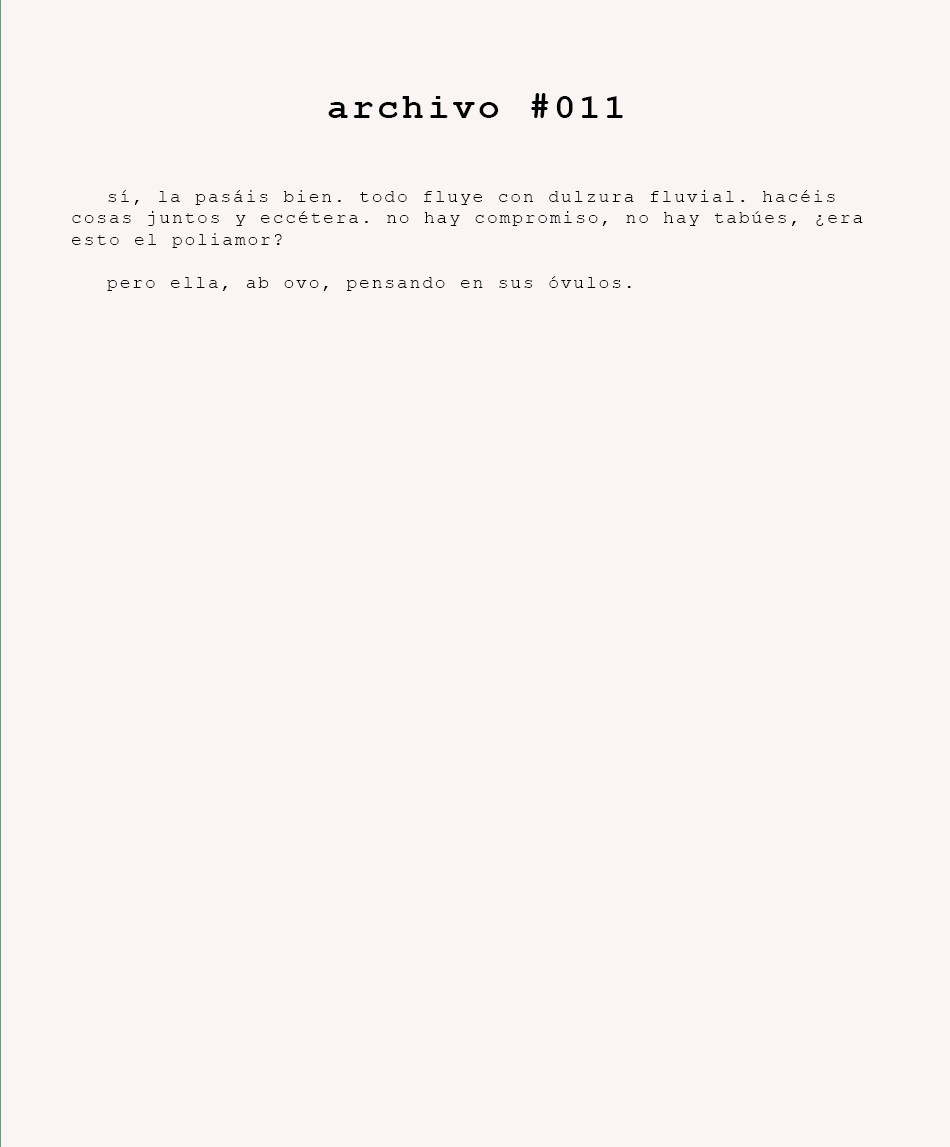 archivo #011
sí, la pasáis bien. todo fluye con dulzura fluvial. hacéis
cosas juntos y eccétera. no hay compromiso, no hay tabúes, ¿era
esto el poliamor?
pero ella, ab ovo, pensando en sus óvulos.